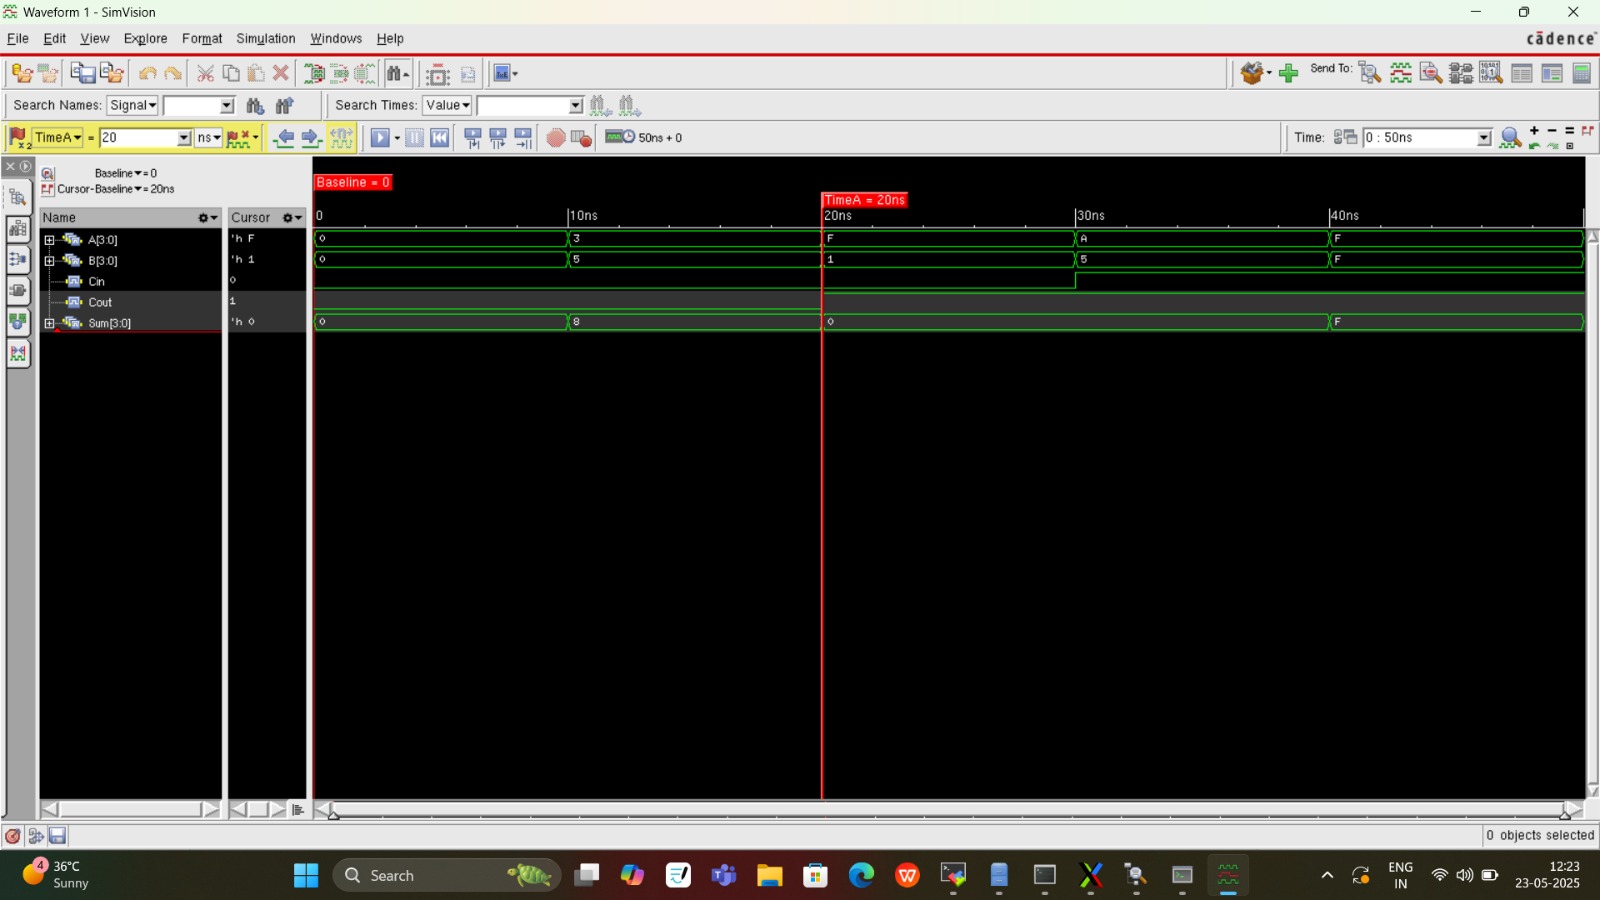 Waveform 1 - SimVision
File Edit View Explore Format Simulation Windows Help
cādence
Send To:
Search Names: Signal Search Times: Value
TimeA = 20 ns 50ns + 0 Time: 0 : 50ns
Baseline = 0
Cursor-Baseline = 20ns
Baseline = 0
TimeA = 20ns
Name Cursor 0 10ns 20ns 30ns 40ns
A[3:0] 'h F 0 3 F A F
B[3:0] 'h 1 0 5 1 5 F
Cin 0
Cout 1
Sum[3:0] 'h 0 0 8 0 F
0 objects selected
4
36°C
Sunny
Search
ENG
IN
12:23
23-05-2025